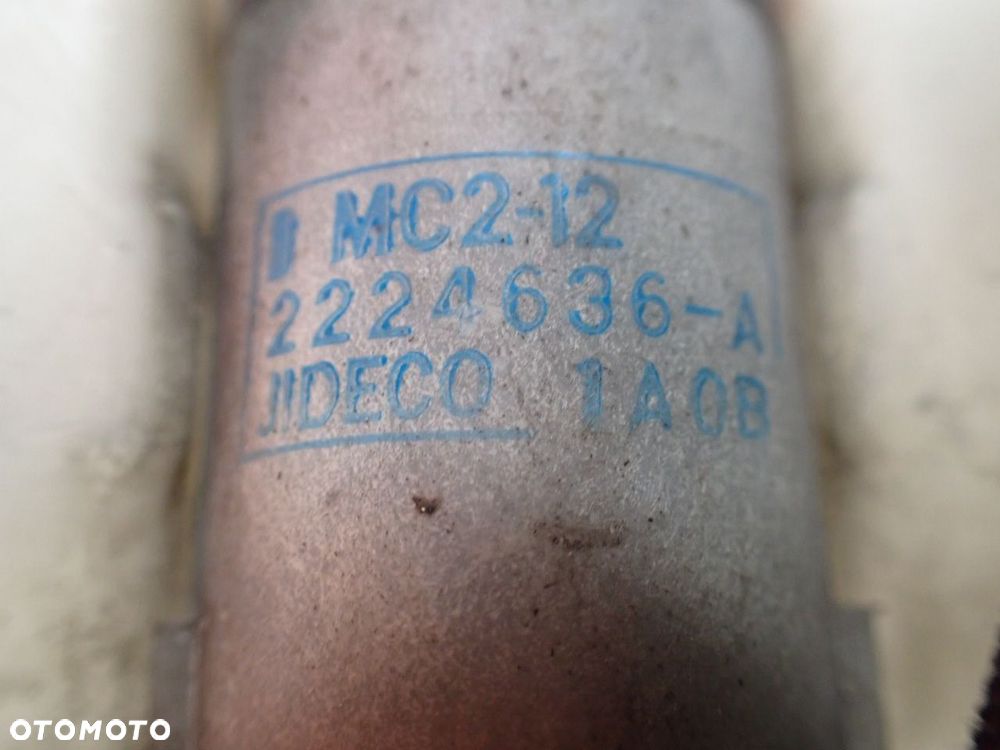 D MC2-12
2224636-A
JIDECO 1A0B
OTOMOTO